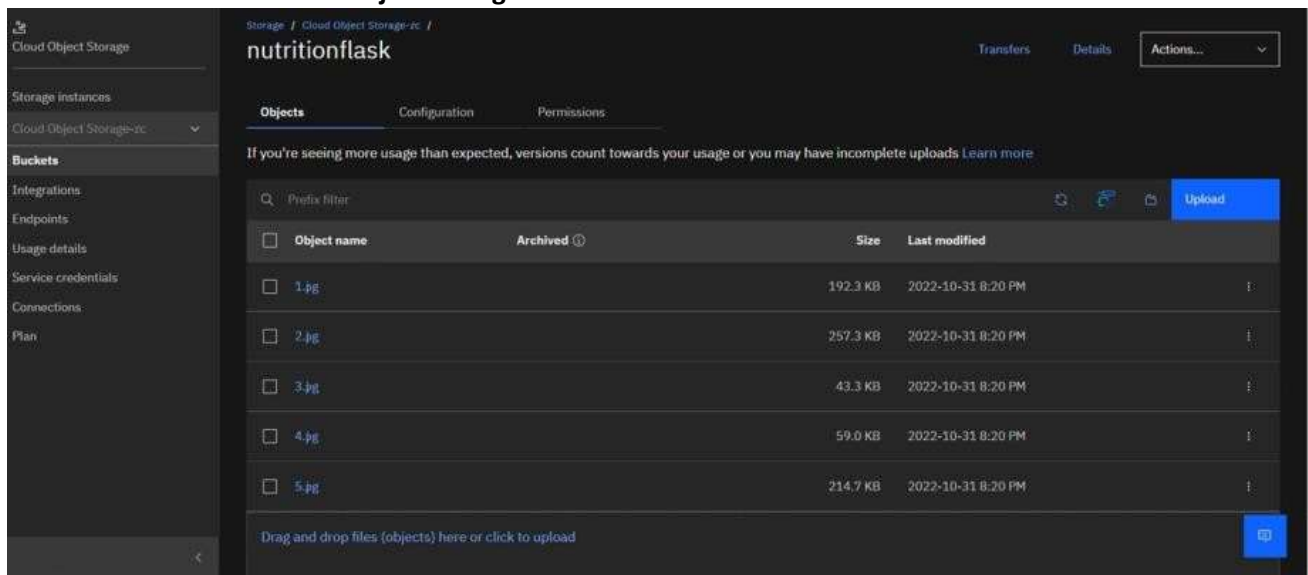 Cloud Object Storage
Storage instances
Cloud Object Storage-zc
Buckets
Integrations
Endpoints
Usage details
Service credentials
Connections
Plan
Storage / Cloud Object Storage-zc /
nutritionflask
Transfers Details Actions...
Objects Configuration Permissions
If you're seeing more usage than expected, versions count towards your usage or you may have incomplete uploads Learn more
Prefix filter Upload
Object name Archived Size Last modified
1.jpg 192.3 KB 2022-10-31 8:20 PM
2.jpg 257.3 KB 2022-10-31 8:20 PM
3.jpg 43.3 KB 2022-10-31 8:20 PM
4.jpg 59.0 KB 2022-10-31 8:20 PM
5.jpg 214.7 KB 2022-10-31 8:20 PM
Drag and drop files (objects) here or click to upload